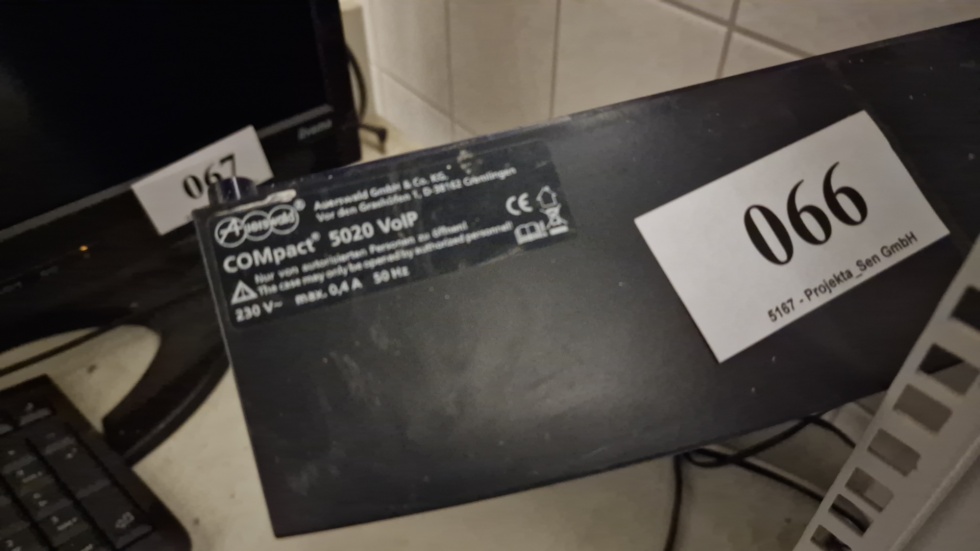 067
iiyama
Auerswald®
Auerswald GmbH & Co. KG,
Vor den Grashöfen 1, D-38162 Cremlingen
COMpact® 5020 VoIP
CE
Nur von autorisierten Personen zu öffnen!
The case may only be opened by authorized personnel!
230 V~ max. 0,4 A 50 Hz
066
5167 - Projekta_Sen GmbH